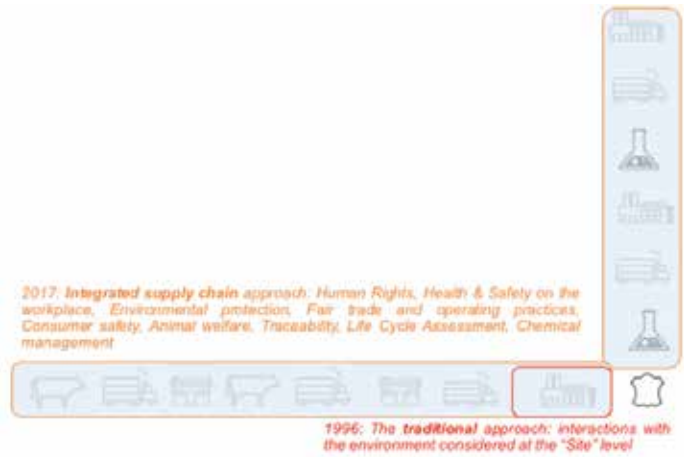 2017: Integrated supply chain approach: Human Rights, Health & Safety on the
workplace, Environmental protection, Fair trade and operating practices,
Consumer safety, Animal welfare, Traceability, Life Cycle Assessment, Chemical
management
1996: The traditional approach: interactions with
the environment considered at the "Site" level